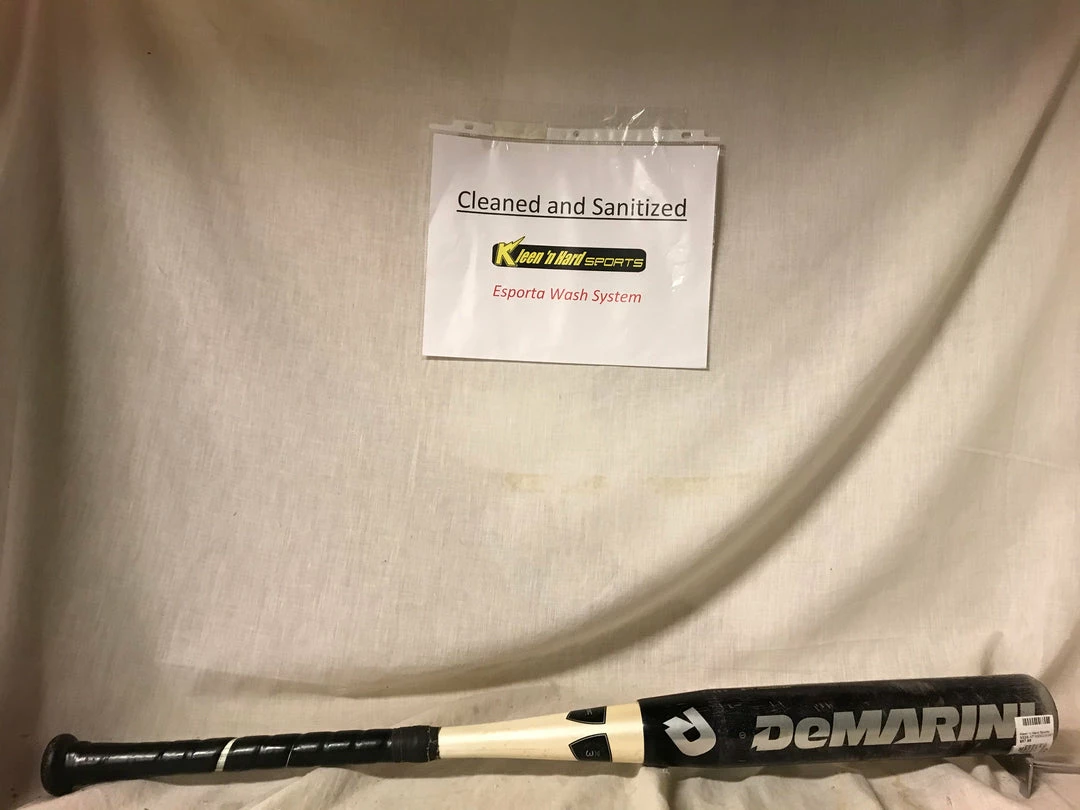 Cleaned and Sanitized
Kleen 'n Hard SPORTS
Esporta Wash System
DeMARINI